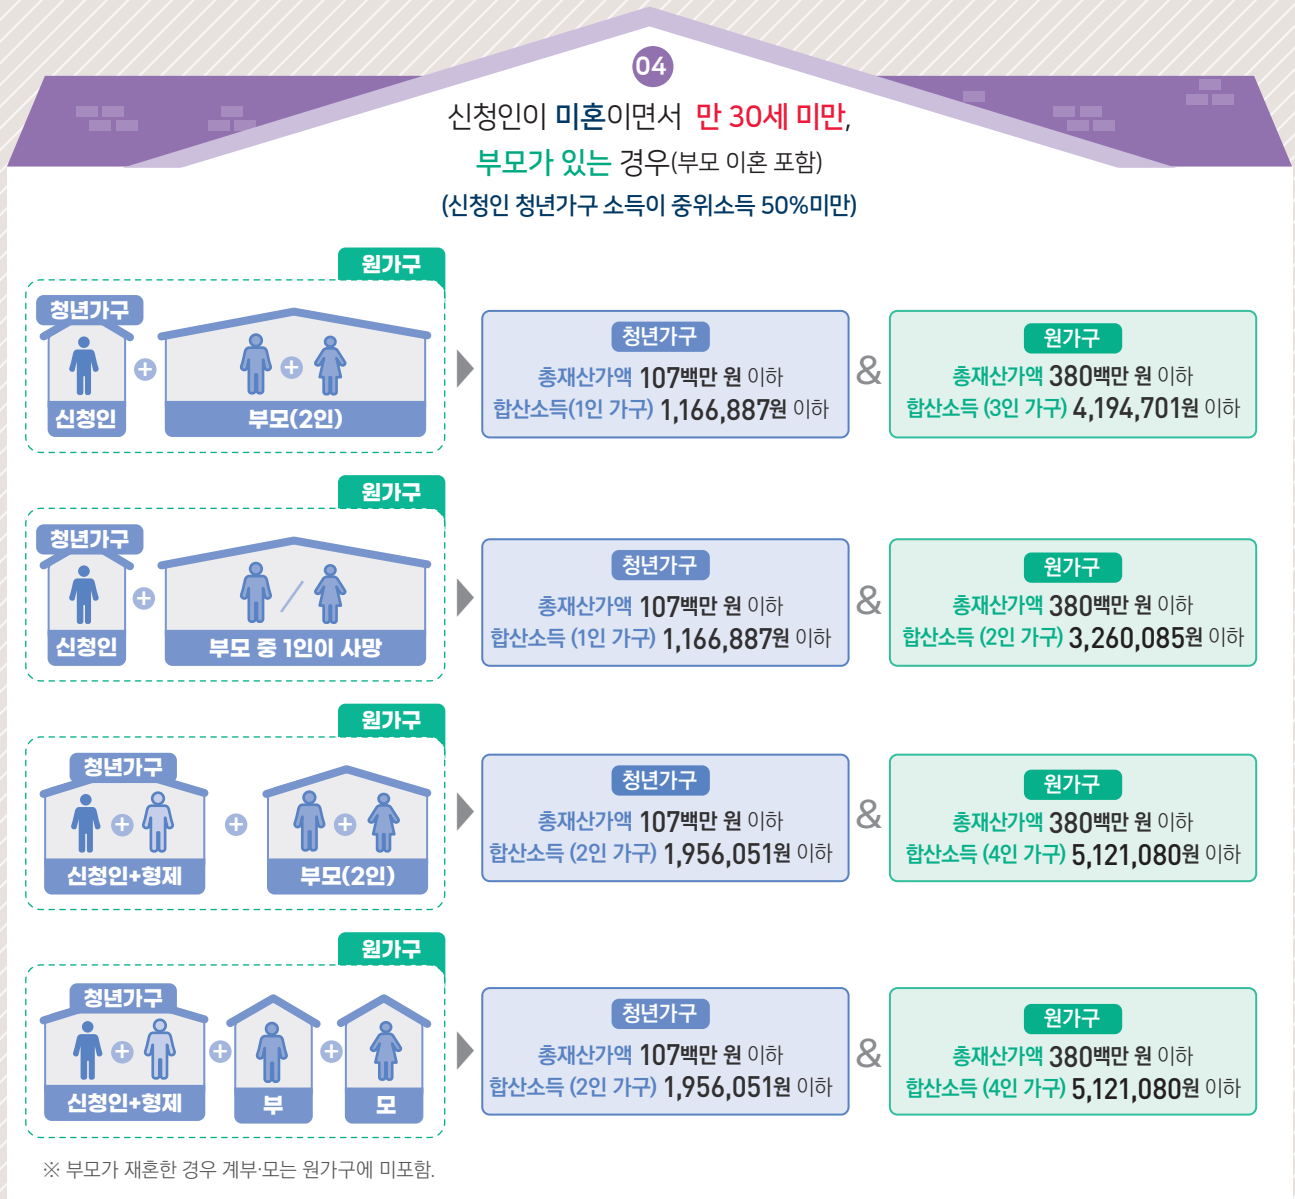 04
신청인이 미혼이면서 만 30세 미만,
부모가 있는 경우(부모 이혼 포함)
(신청인 청년가구 소득이 중위소득 50%미만)
원가구
청년가구
신청인
부모(2인)
청년가구
총재산가액 107백만 원 이하
합산소득(1인 가구) 1,166,887원 이하
&
원가구
총재산가액 380백만 원 이하
합산소득 (3인 가구) 4,194,701원 이하
원가구
청년가구
신청인
부모 중 1인이 사망
청년가구
총재산가액 107백만 원 이하
합산소득 (1인 가구) 1,166,887원 이하
&
원가구
총재산가액 380백만 원 이하
합산소득 (2인 가구) 3,260,085원 이하
원가구
청년가구
신청인+형제
부모(2인)
청년가구
총재산가액 107백만 원 이하
합산소득 (2인 가구) 1,956,051원 이하
&
원가구
총재산가액 380백만 원 이하
합산소득 (4인 가구) 5,121,080원 이하
원가구
청년가구
신청인+형제
부
모
청년가구
총재산가액 107백만 원 이하
합산소득 (2인 가구) 1,956,051원 이하
&
원가구
총재산가액 380백만 원 이하
합산소득 (4인 가구) 5,121,080원 이하
※ 부모가 재혼한 경우 계부·모는 원가구에 미포함.